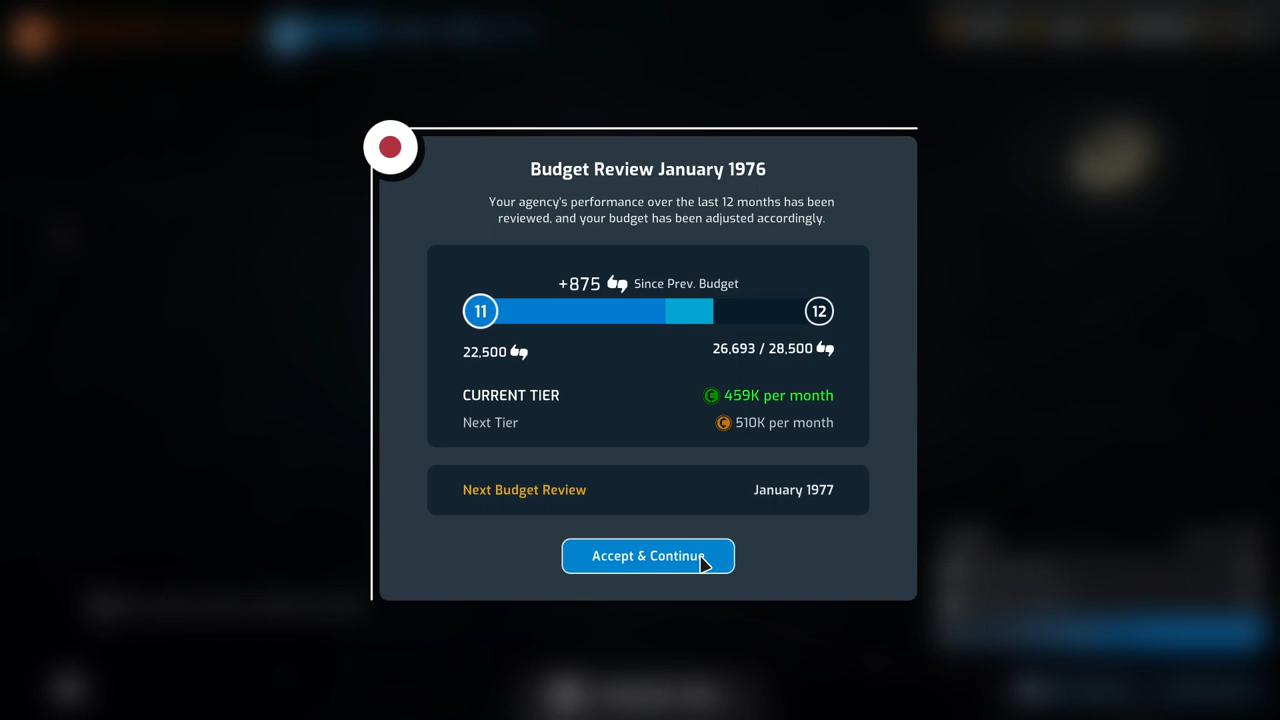 Budget Review January 1976
Your agency's performance over the last 12 months has been
reviewed, and your budget has been adjusted accordingly.
+875 Since Prev. Budget
11
12
22,500
26,693 / 28,500
CURRENT TIER
459K per month
Next Tier
510K per month
Next Budget Review
January 1977
Accept & Continue